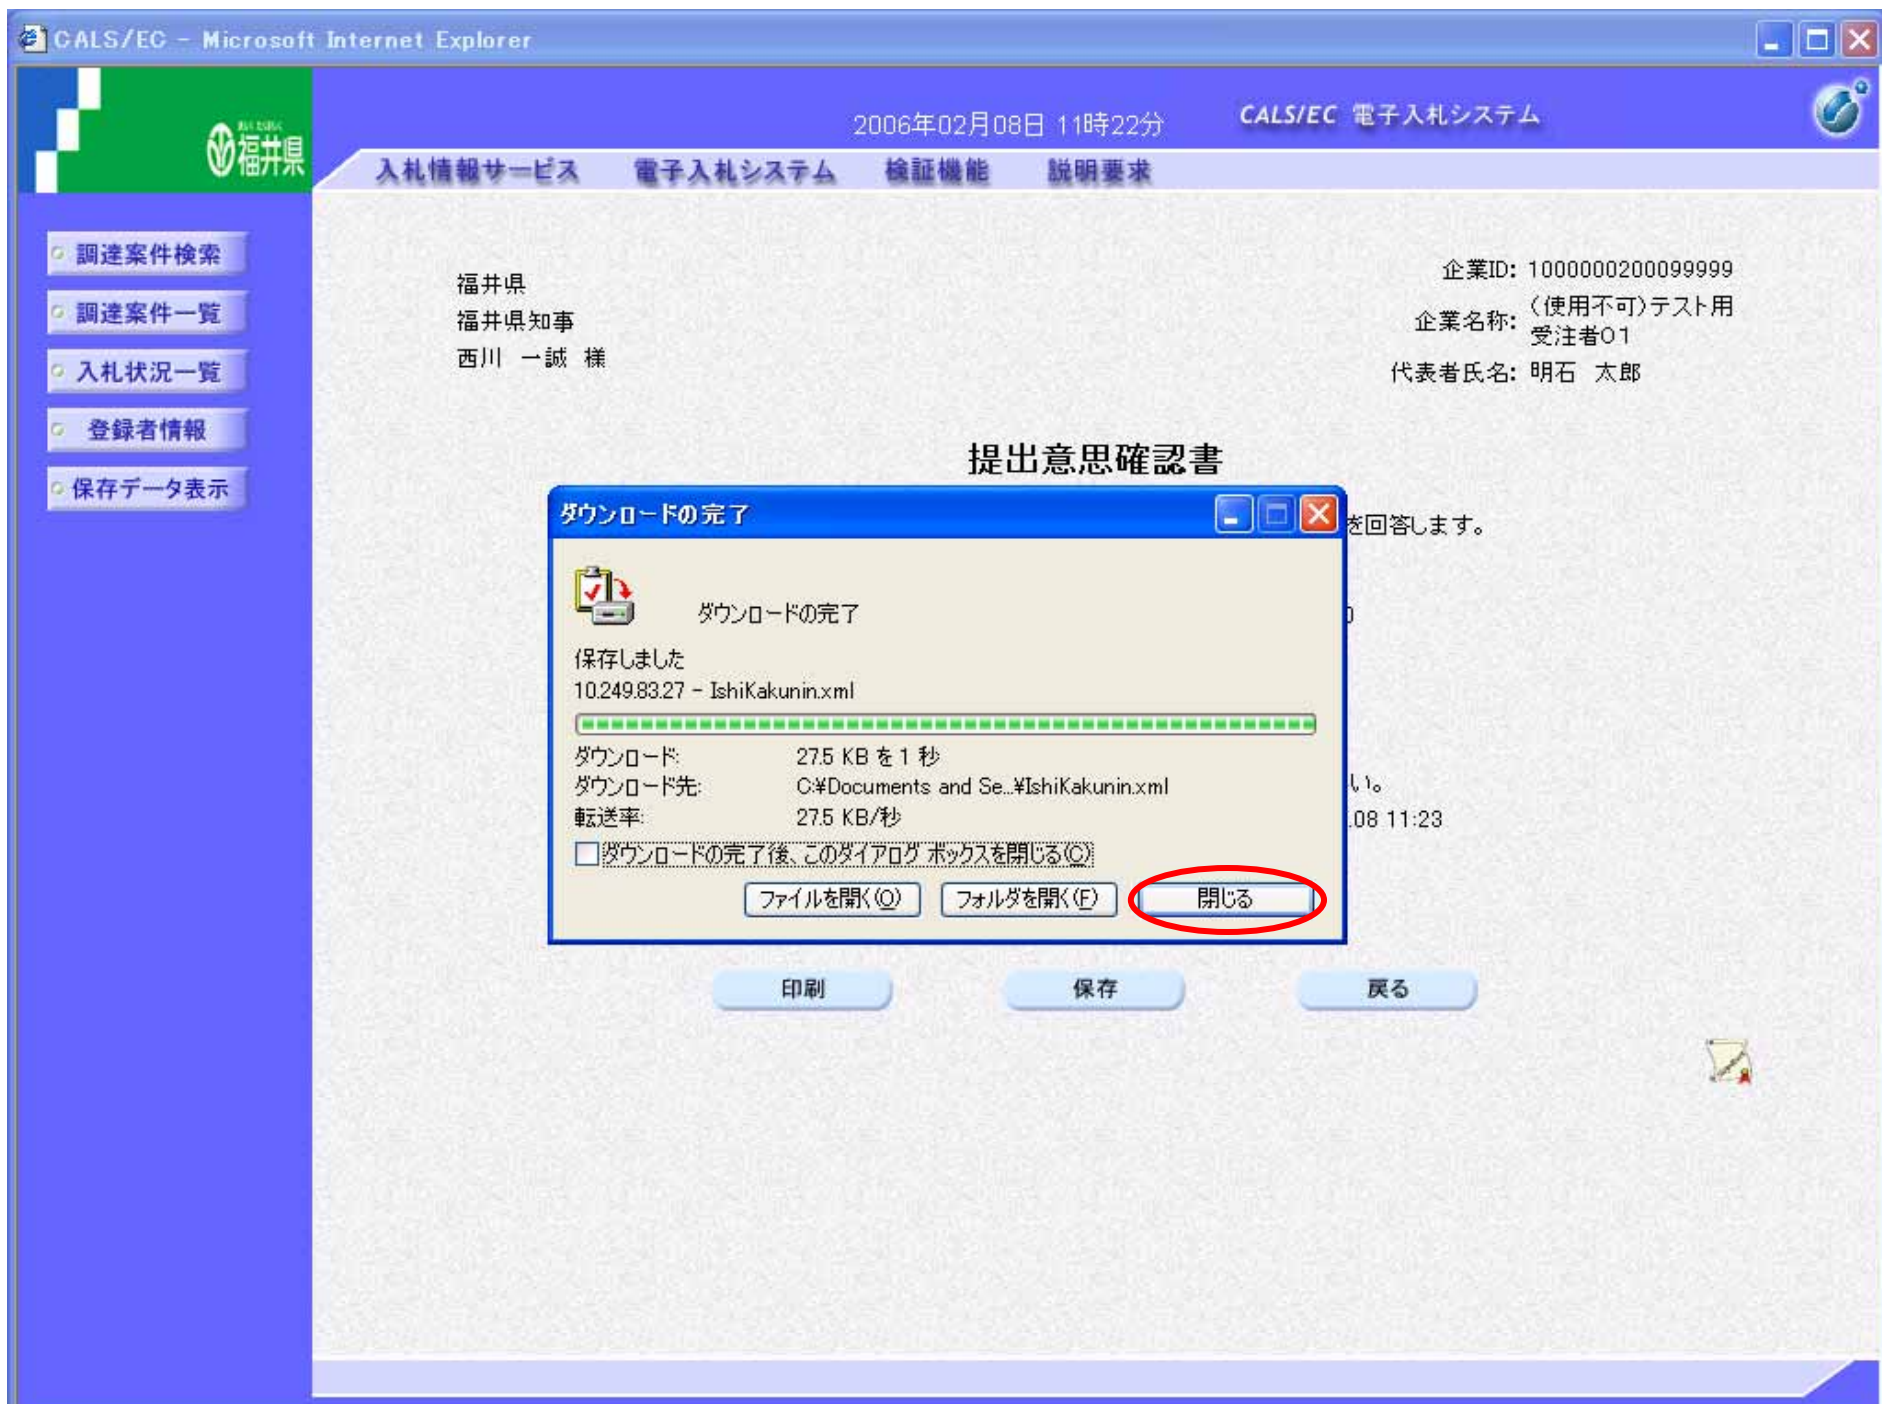 CALS/EC - Microsoft Internet Explorer
福井県
2006年02月08日 11時22分
CALS/EC 電子入札システム
入札情報サービス 電子入札システム 検証機能 説明要求
調達案件検索
調達案件一覧
入札状況一覧
登録者情報
保存データ表示
福井県
福井県知事
西川 一誠 様
企業ID: 1000000200099999
企業名称: (使用不可)テスト用
受注者01
代表者氏名: 明石 太郎
提出意思確認書
を回答します。
い。
.08 11:23
ダウンロードの完了
ダウンロードの完了
保存しました
10.249.83.27 - IshiKakunin.xml
ダウンロード: 27.5 KB を 1 秒
ダウンロード先: C:¥Documents and Se...¥IshiKakunin.xml
転送率: 27.5 KB/秒
ダウンロードの完了後、このダイアログ ボックスを閉じる(C)
ファイルを開く(O) フォルダを開く(F) 閉じる
印刷 保存 戻る